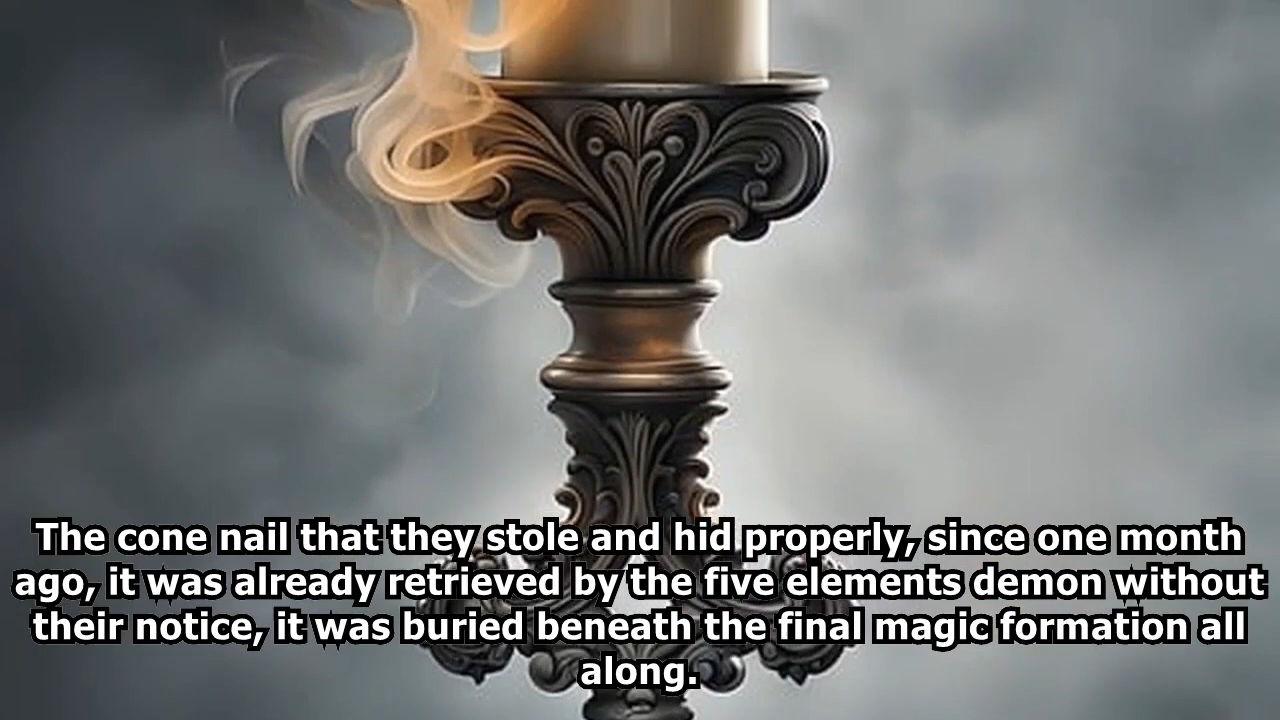 The cone nail that they stole and hid properly, since one month
ago, it was already retrieved by the five elements demon without
their notice, it was buried beneath the final magic formation all
along.